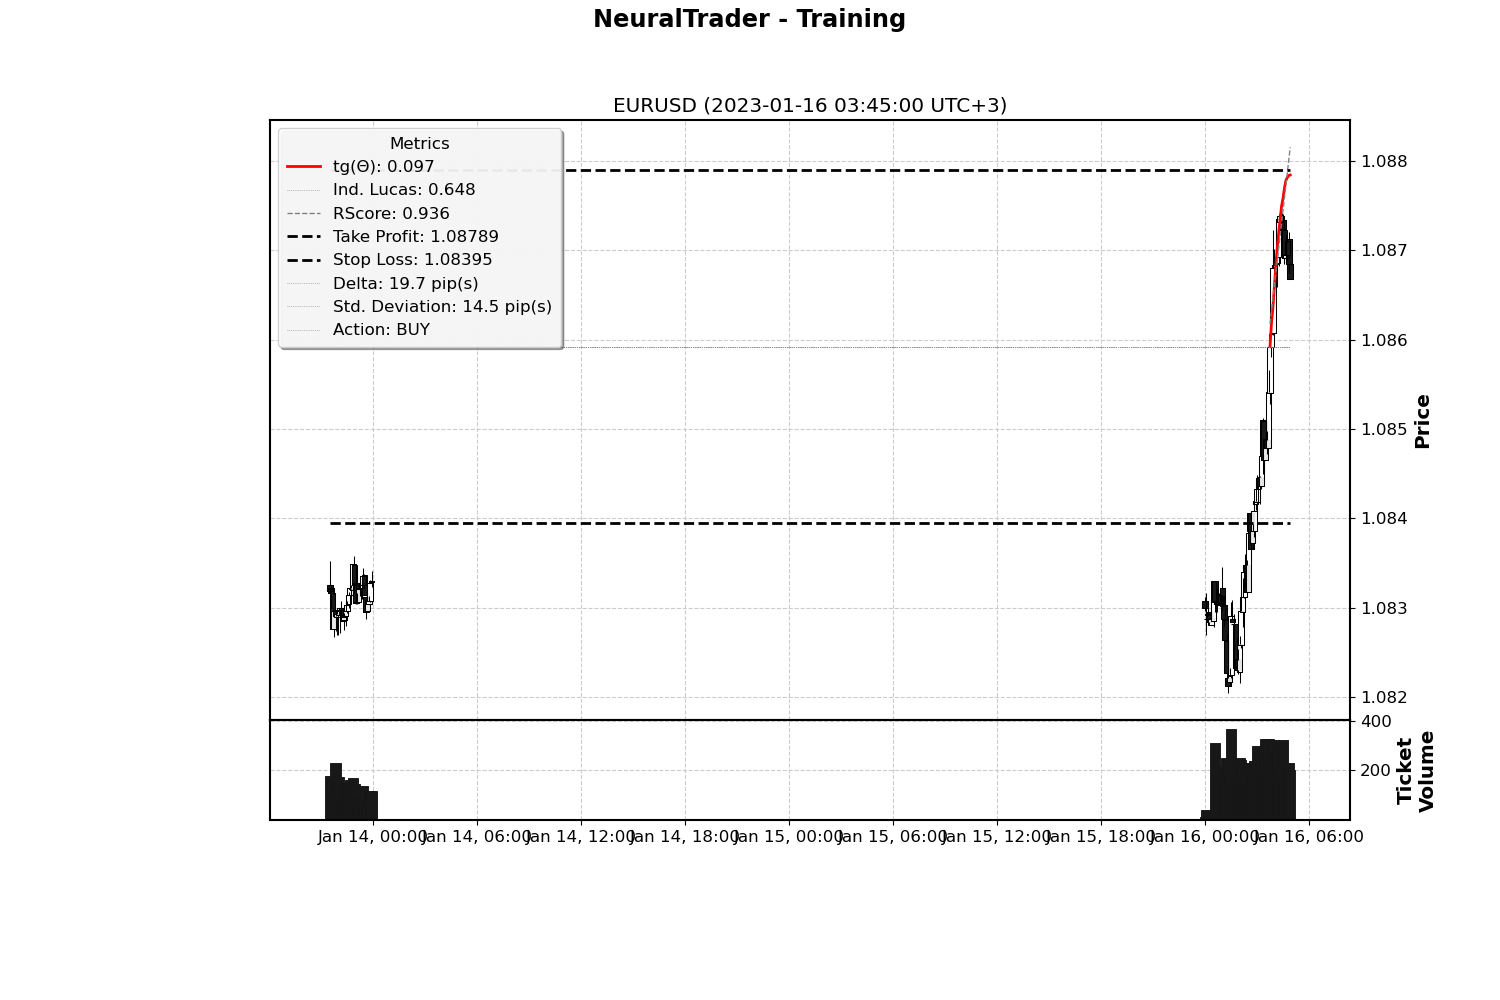 NeuralTrader - Training
EURUSD (2023-01-16 03:45:00 UTC+3)
Metrics
tg(Θ): 0.097
Ind. Lucas: 0.648
RScore: 0.936
Take Profit: 1.08789
Stop Loss: 1.08395
Delta: 19.7 pip(s)
Std. Deviation: 14.5 pip(s)
Action: BUY
1.088
1.087
1.086
1.085
1.084
1.083
1.082
Price
400
200
Ticket
Volume
Jan 14, 00:00
Jan 14, 06:00
Jan 14, 12:00
Jan 14, 18:00
Jan 15, 00:00
Jan 15, 06:00
Jan 15, 12:00
Jan 15, 18:00
Jan 16, 00:00
Jan 16, 06:00